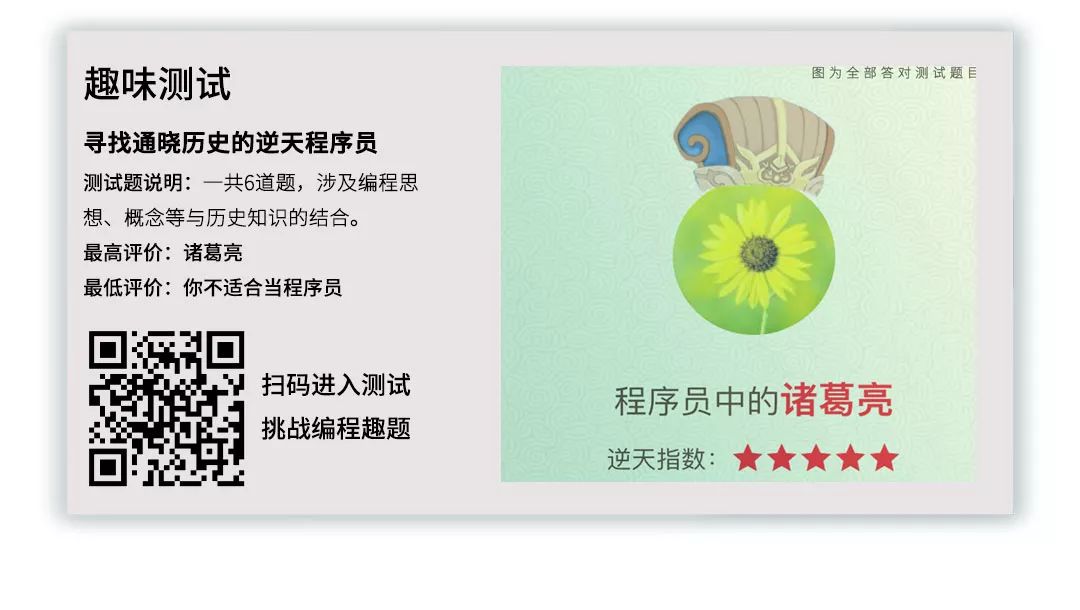 趣味测试
寻找通晓历史的逆天程序员
测试题说明：一共6道题，涉及编程思
想、概念等与历史知识的结合。
最高评价：诸葛亮
最低评价：你不适合当程序员
扫码进入测试
挑战编程趣题
图为全部答对测试题目
程序员中的诸葛亮
逆天指数：